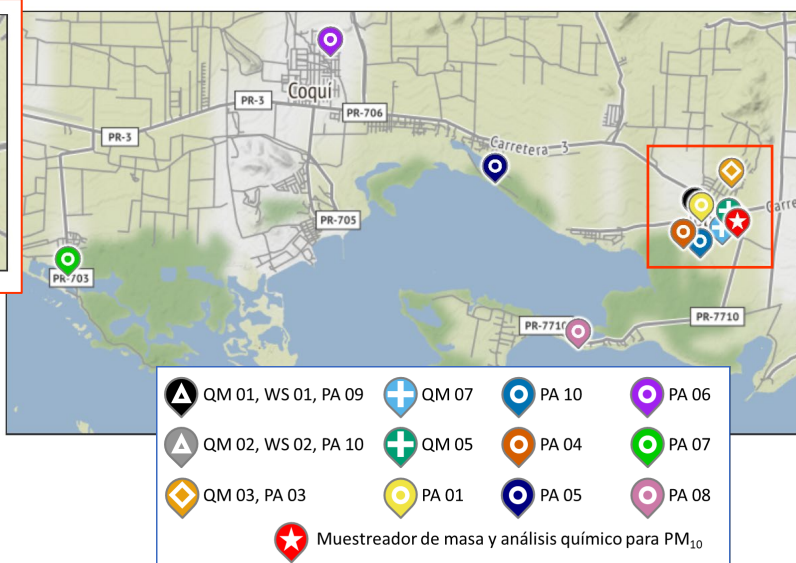 Coquí
PR-3
PR-706
PR-3
Carretera 3
PR-705
Carre
PR-703
PR-7710
PR-7710
QM 01, WS 01, PA 09
QM 07
PA 10
PA 06
QM 02, WS 02, PA 10
QM 05
PA 04
PA 07
QM 03, PA 03
PA 01
PA 05
PA 08
Muestreador de masa y análisis químico para PM₁₀